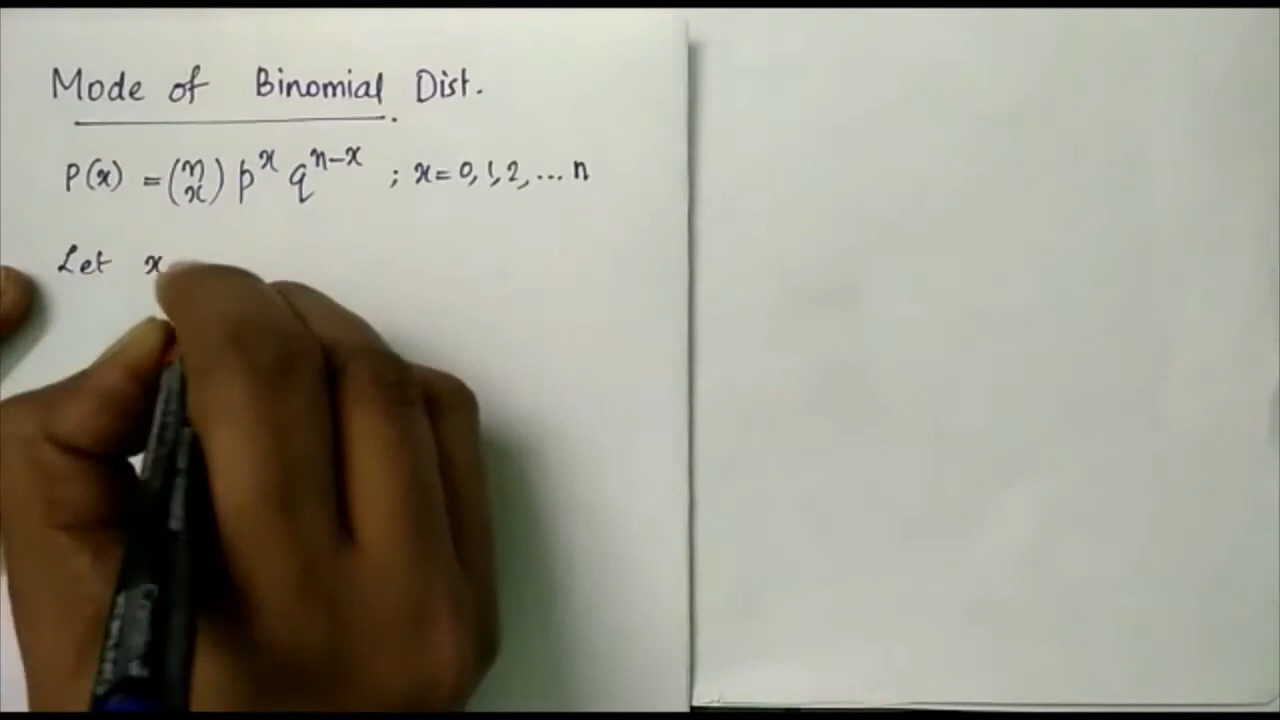 Mode of Binomial Dist.
P(x) = (n x) p^x q^{n-x} ; x = 0, 1, 2, ... n
Let x